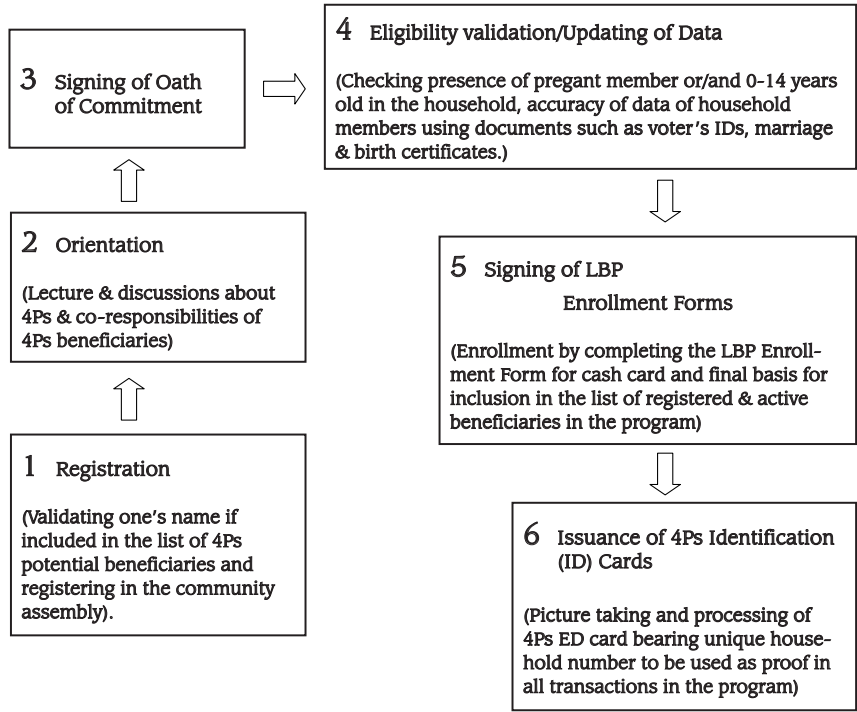 1 Registration
(Validating one's name if
included in the list of 4Ps
potential beneficiaries and
registering in the community
assembly).
2 Orientation
(Lecture & discussions about
4Ps & co-responsibilities of
4Ps beneficiaries)
3 Signing of Oath
of Commitment
4 Eligibility validation/Updating of Data
(Checking presence of pregant member or/and 0-14 years
old in the household, accuracy of data of household
members using documents such as voter's IDs, marriage
& birth certificates.)
5 Signing of LBP
Enrollment Forms
(Enrollment by completing the LBP Enroll-
ment Form for cash card and final basis for
inclusion in the list of registered & active
beneficiaries in the program)
6 Issuance of 4Ps Identification
(ID) Cards
(Picture taking and processing of
4Ps ED card bearing unique house-
hold number to be used as proof in
all transactions in the program)